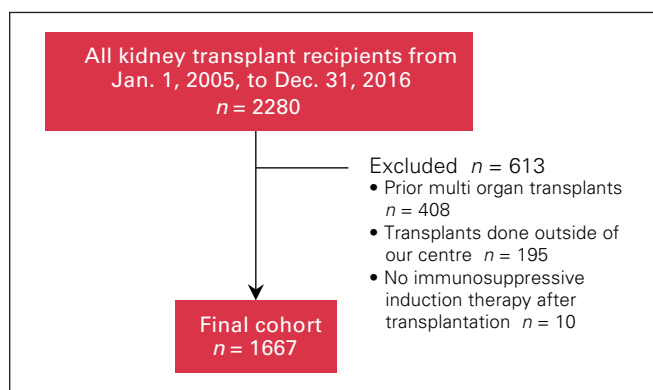 All kidney transplant recipients from
Jan. 1, 2005, to Dec. 31, 2016
n = 2280
Excluded n = 613
• Prior multi organ transplants
n = 408
• Transplants done outside of
our centre n = 195
• No immunosuppressive
induction therapy after
transplantation n = 10
Final cohort
n = 1667